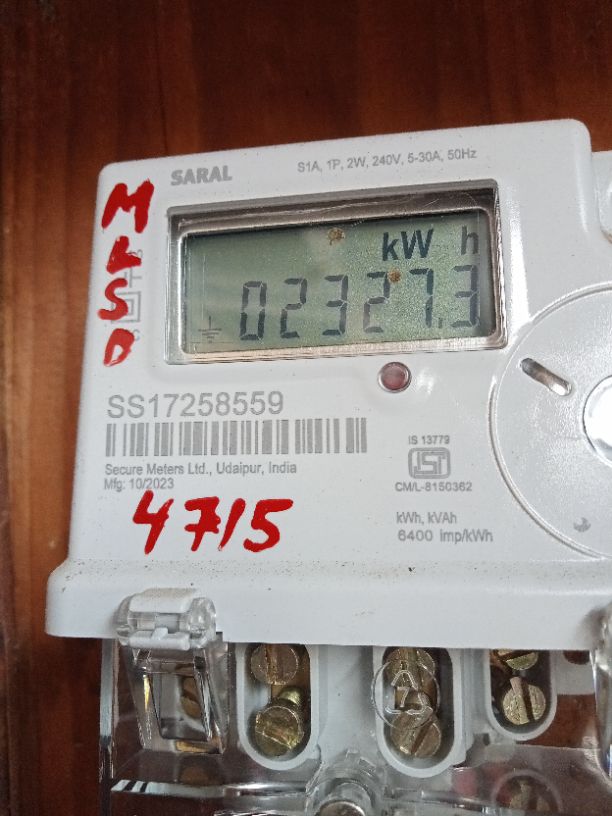 SARAL
S1A, 1P, 2W, 240V, 5-30A, 50Hz
MLSD
kW h
02327.3
SS17258559
Secure Meters Ltd., Udaipur, India
Mfg: 10/2023
IS 13779
ISI
CM/L-8150362
4715
kWh, kVAh
6400 imp/kWh